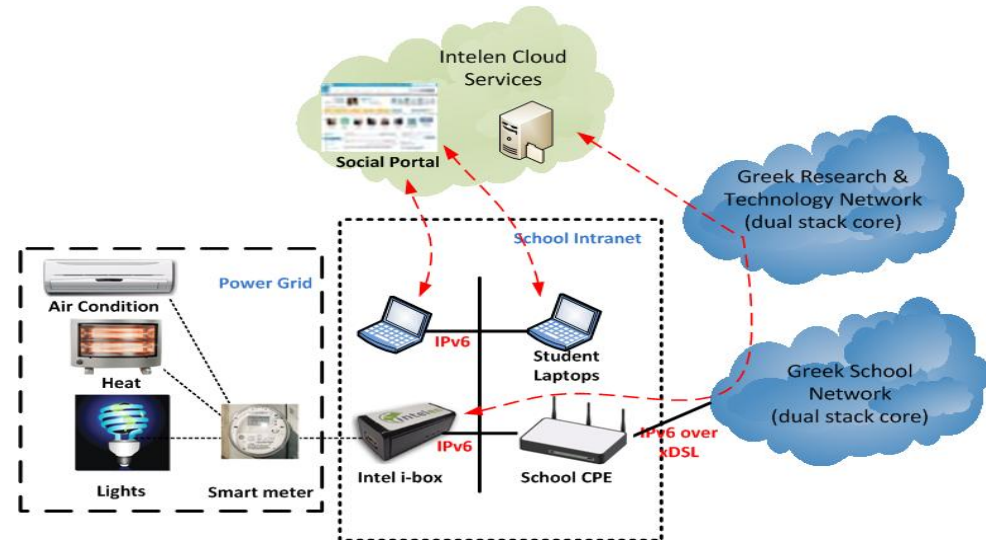 Intelen Cloud
Services
Social Portal
Greek Research &
Technology Network
(dual stack core)
School Intranet
Power Grid
Air Condition
Heat
Lights
Smart meter
IPv6
Student
Laptops
intelen
IPv6
Intel i-box
School CPE
IPv6 over
xDSL
Greek School
Network
(dual stack core)